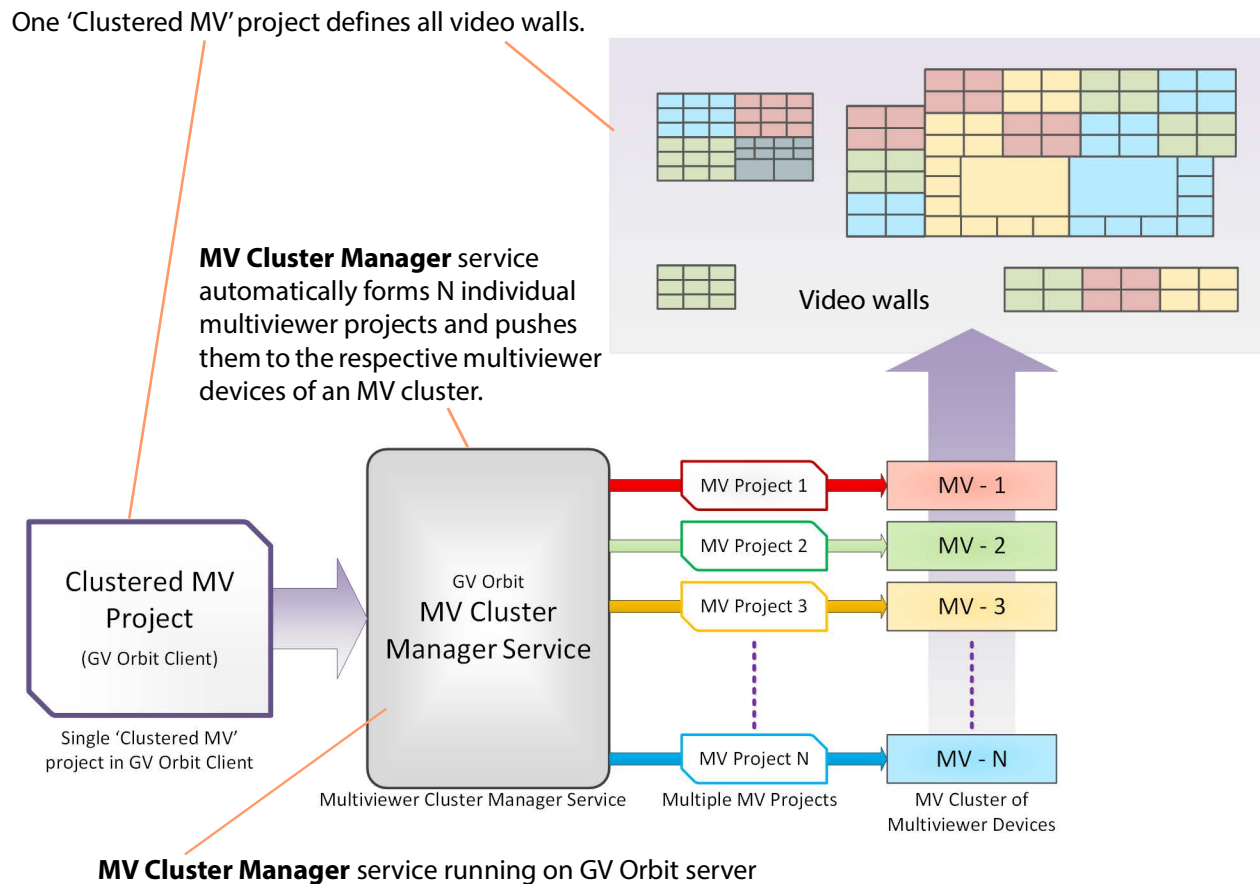 One ‘Clustered MV’ project defines all video walls.
MV Cluster Manager service
automatically forms N individual
multiviewer projects and pushes
them to the respective multiviewer
devices of an MV cluster.
Video walls
Clustered MV
Project
(GV Orbit Client)
Single ‘Clustered MV’
project in GV Orbit Client
GV Orbit
MV Cluster
Manager Service
Multiviewer Cluster Manager Service
MV Project 1
MV Project 2
MV Project 3
MV Project N
Multiple MV Projects
MV - 1
MV - 2
MV - 3
MV - N
MV Cluster of
Multiviewer Devices
MV Cluster Manager service running on GV Orbit server